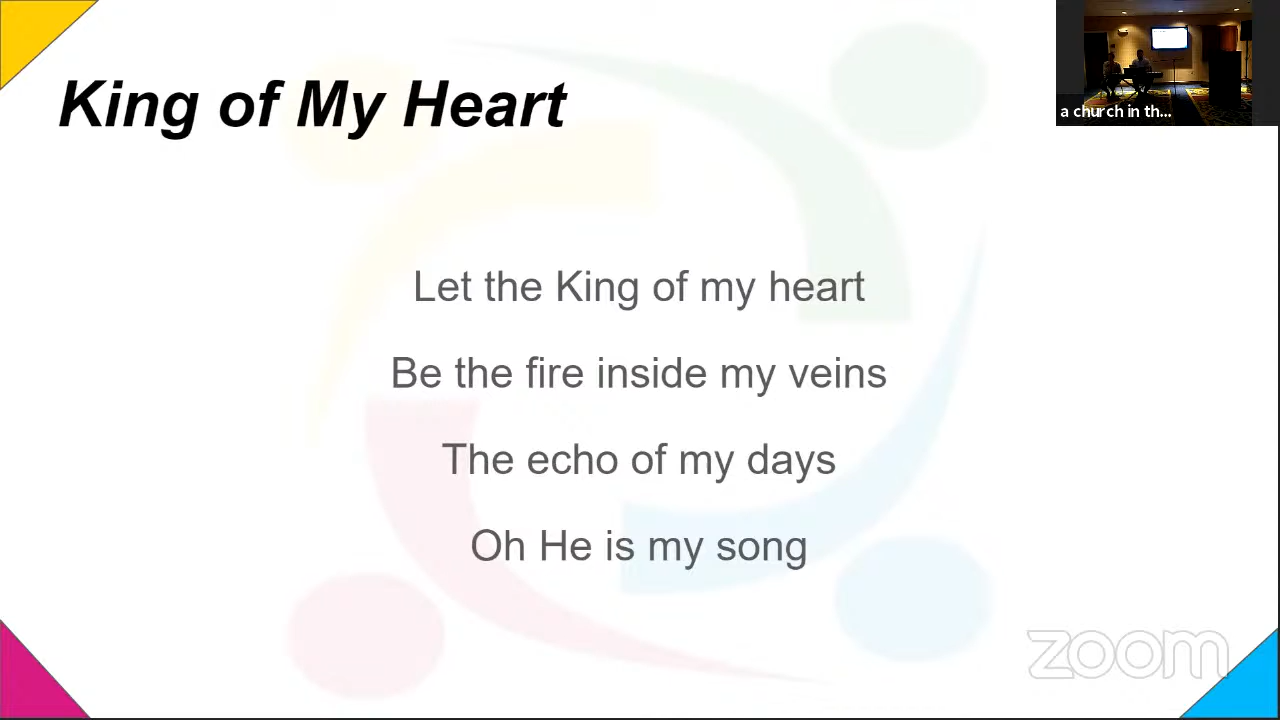 King of My Heart
a church in th...
Let the King of my heart
Be the fire inside my veins
The echo of my days
Oh He is my song
zoom